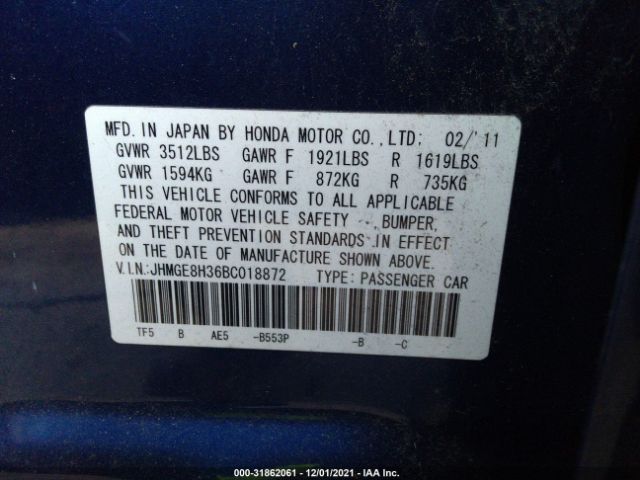 MFD. IN JAPAN BY HONDA MOTOR CO., LTD: 02/'11
GVWR 3512LBS GAWR F 1921LBS R 1619LBS
GVWR 1594KG GAWR F 872KG R 735KG
THIS VEHICLE CONFORMS TO ALL APPLICABLE
FEDERAL MOTOR VEHICLE SAFETY , BUMPER,
AND THEFT PREVENTION STANDARDS IN EFFECT
ON THE DATE OF MANUFACTURE SHOWN ABOVE.
V.I.N:JHMGE8H36BC018872 TYPE: PASSENGER CAR
TF5 B AE5 -B553P -B -C
000-31862061 - 12/01/2021 - IAA Inc.